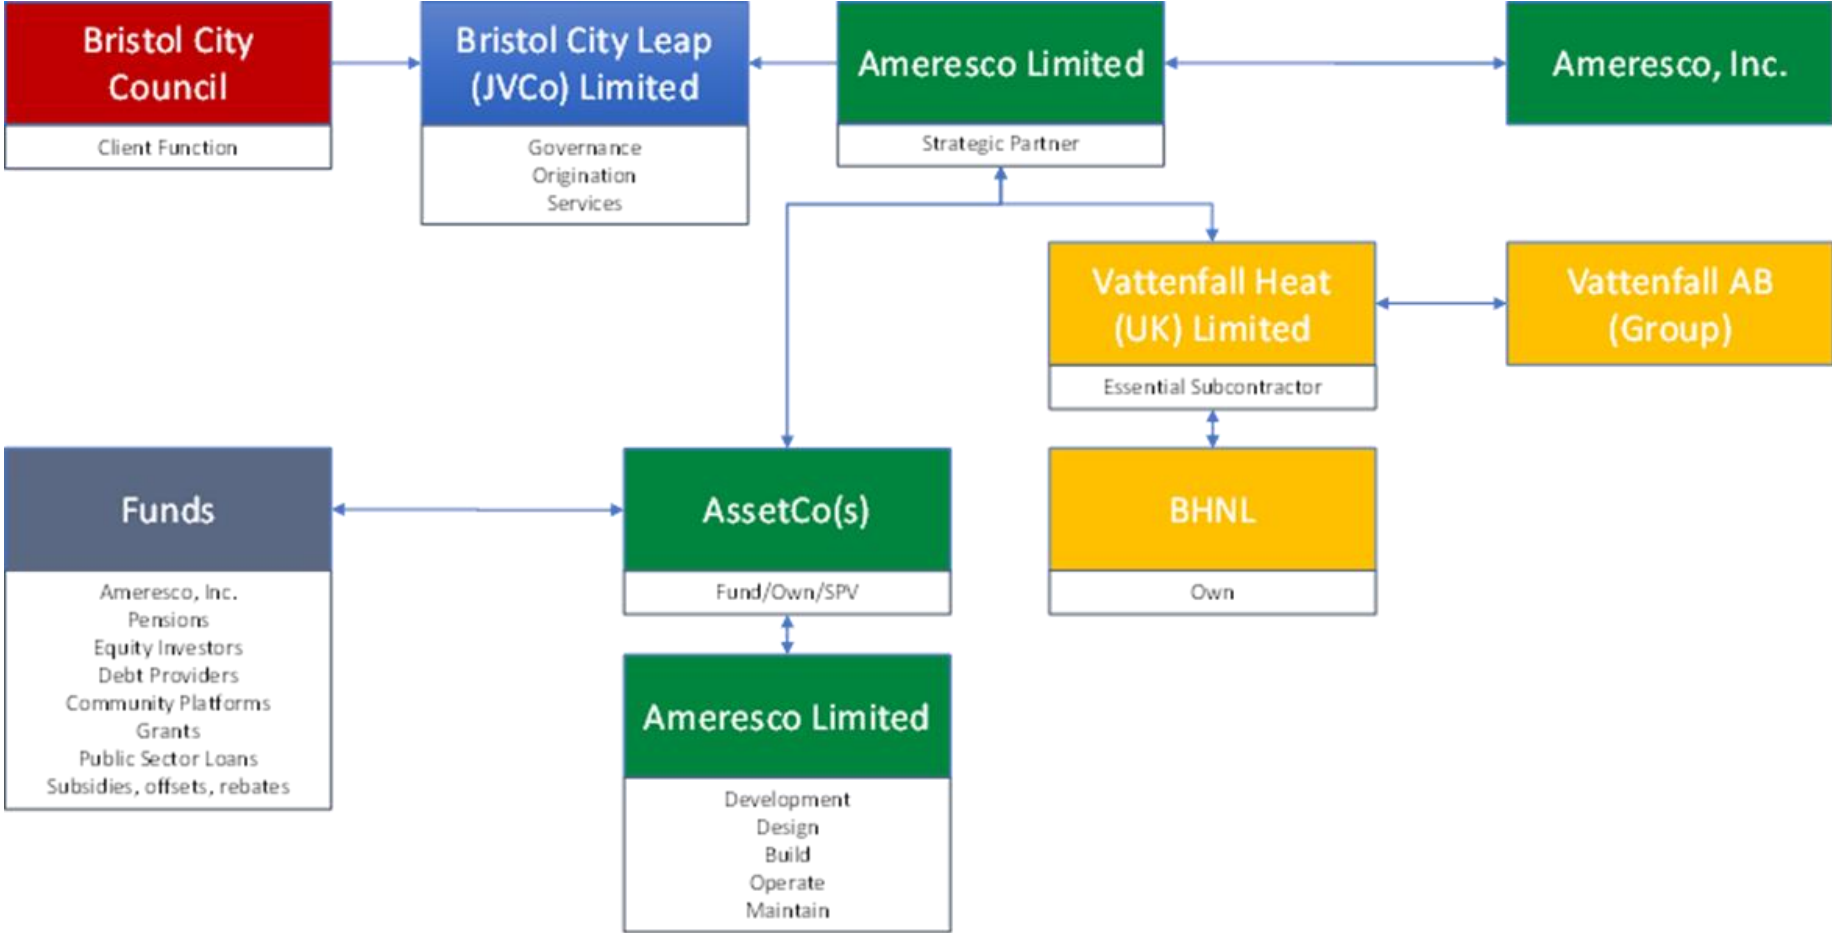 Bristol City
Council
Client Function
Bristol City Leap
(JVCo) Limited
Governance
Origination
Services
Ameresco Limited
Strategic Partner
Ameresco, Inc.
Vattenfall Heat
(UK) Limited
Essential Subcontractor
Vattenfall AB
(Group)
Funds
Ameresco, Inc.
Pensions
Equity Investors
Debt Providers
Community Platforms
Grants
Public Sector Loans
Subsidies, offsets, rebates
AssetCo(s)
Fund/Own/SPV
BHNL
Own
Ameresco Limited
Development
Design
Build
Operate
Maintain